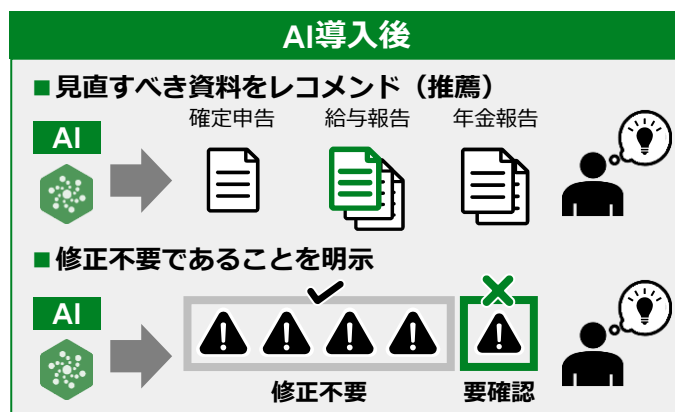 AI導入後
■見直すべき資料をレコメンド（推薦）
確定申告 給与報告 年金報告
AI
■修正不要であることを明示
AI
修正不要 要確認